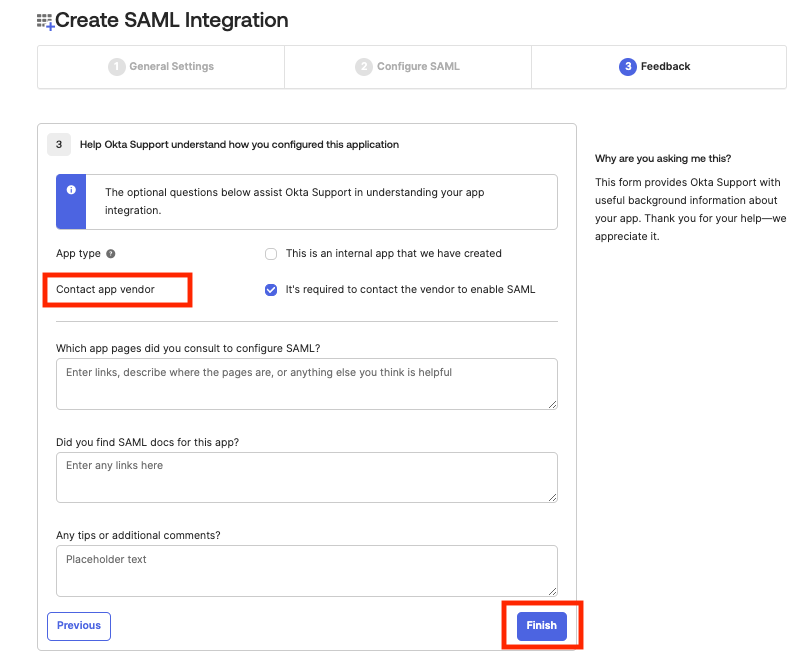 Create SAML Integration
1 General Settings
2 Configure SAML
3 Feedback
3 Help Okta Support understand how you configured this application
The optional questions below assist Okta Support in understanding your app
integration.
App type ?
This is an internal app that we have created
Contact app vendor
It's required to contact the vendor to enable SAML
Which app pages did you consult to configure SAML?
Enter links, describe where the pages are, or anything else you think is helpful
Did you find SAML docs for this app?
Enter any links here
Any tips or additional comments?
Placeholder text
Previous
Finish
Why are you asking me this?
This form provides Okta Support with
useful background information about
your app. Thank you for your help—we
appreciate it.